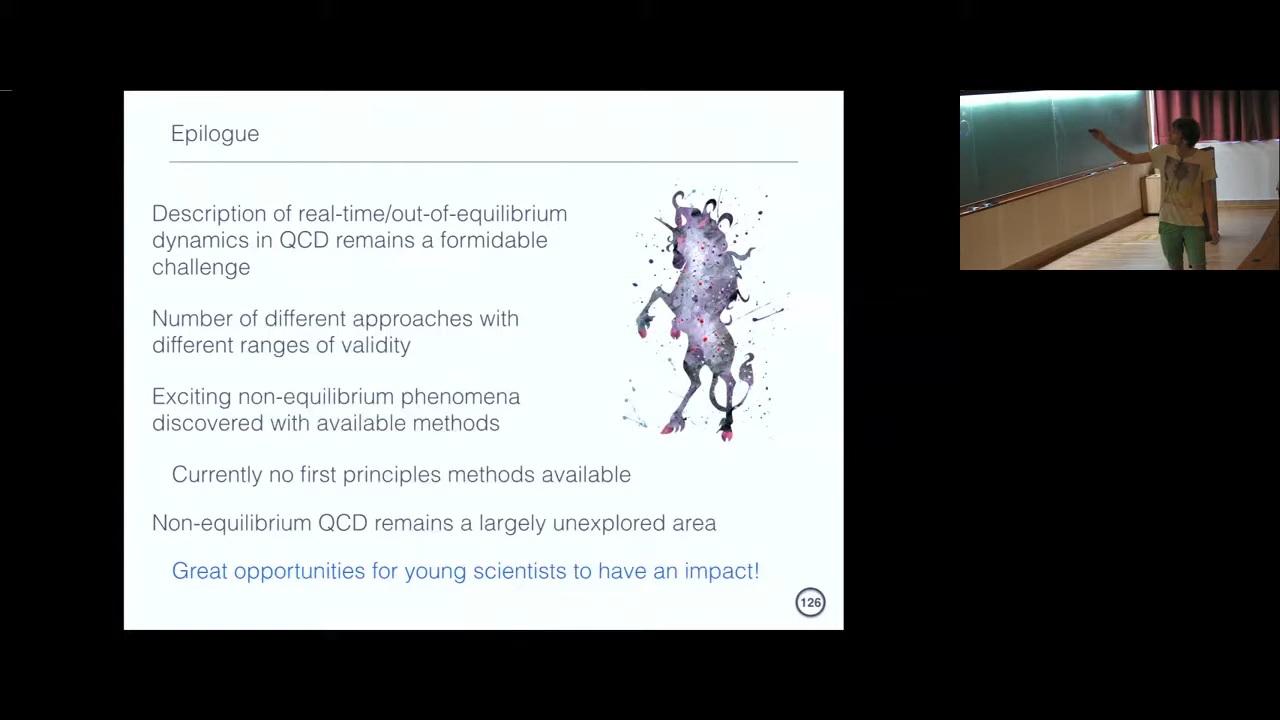 Epilogue
Description of real-time/out-of-equilibrium
dynamics in QCD remains a formidable
challenge
Number of different approaches with
different ranges of validity
Exciting non-equilibrium phenomena
discovered with available methods
Currently no first principles methods available
Non-equilibrium QCD remains a largely unexplored area
Great opportunities for young scientists to have an impact!
126